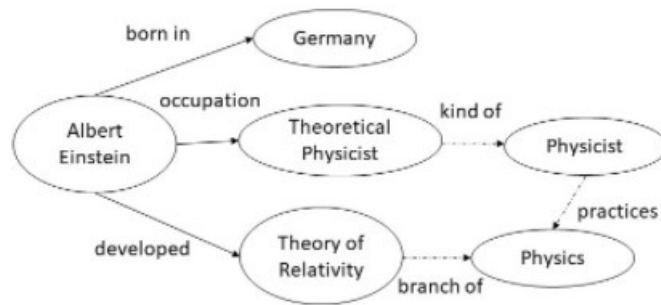 born in
Germany
occupation
kind of
Albert
Einstein
Theoretical
Physicist
Physicist
practices
developed
Theory of
Relativity
branch of
Physics